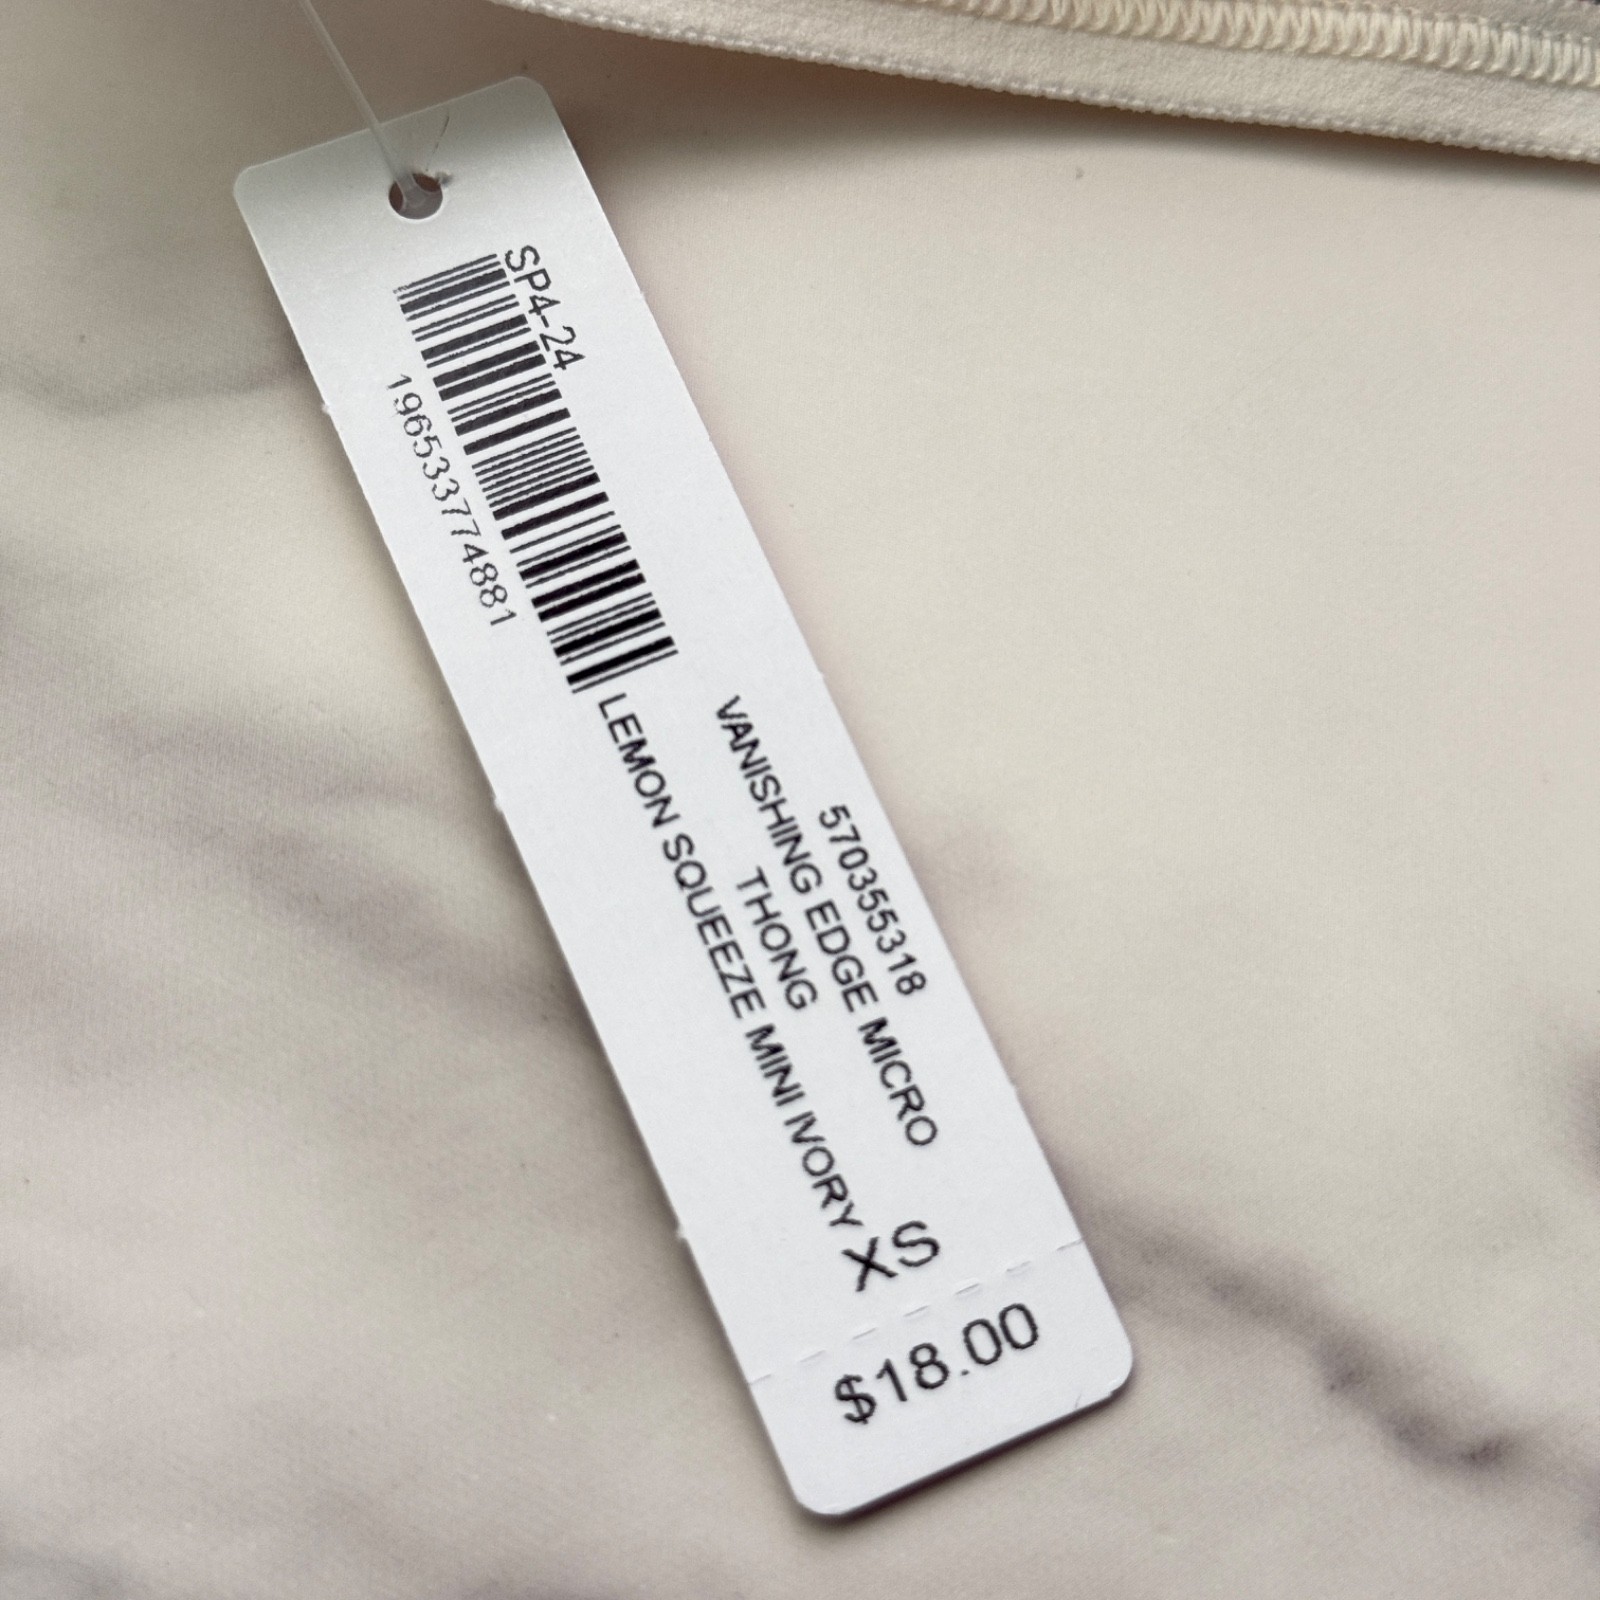 SP4-24
196533774881
570355318
VANISHING EDGE MICRO
THONG
LEMON SQUEEZE MINI IVORY
XS
$18.00